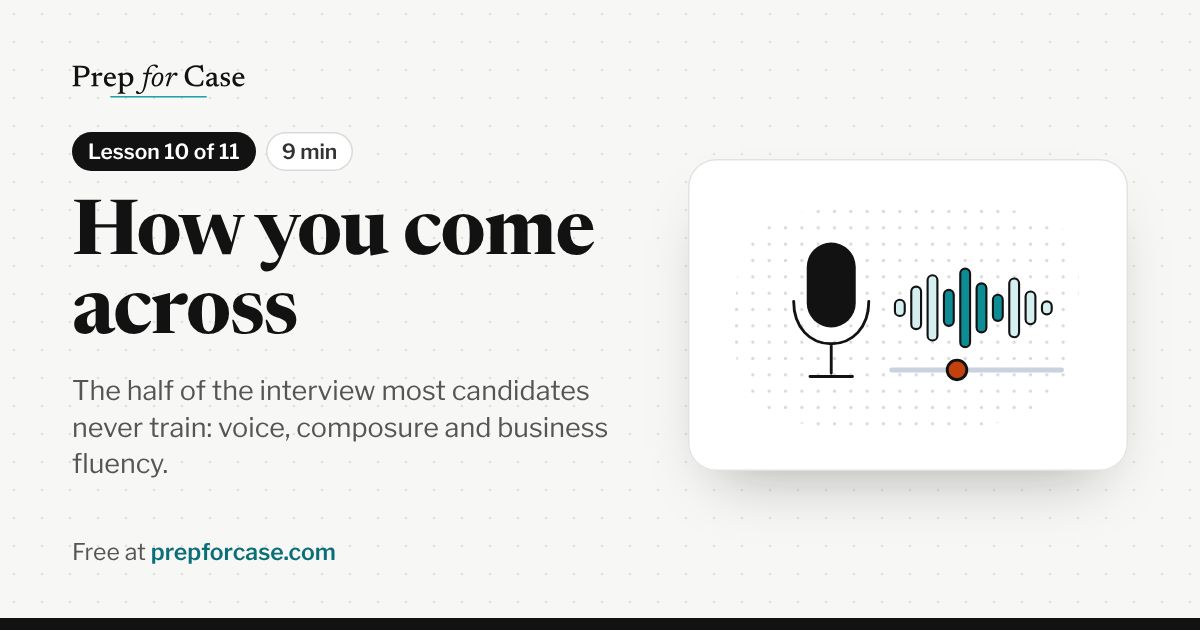 Prep for Case
Lesson 10 of 11
9 min
How you come
across
The half of the interview most candidates
never train: voice, composure and business
fluency.
Free at prepforcase.com